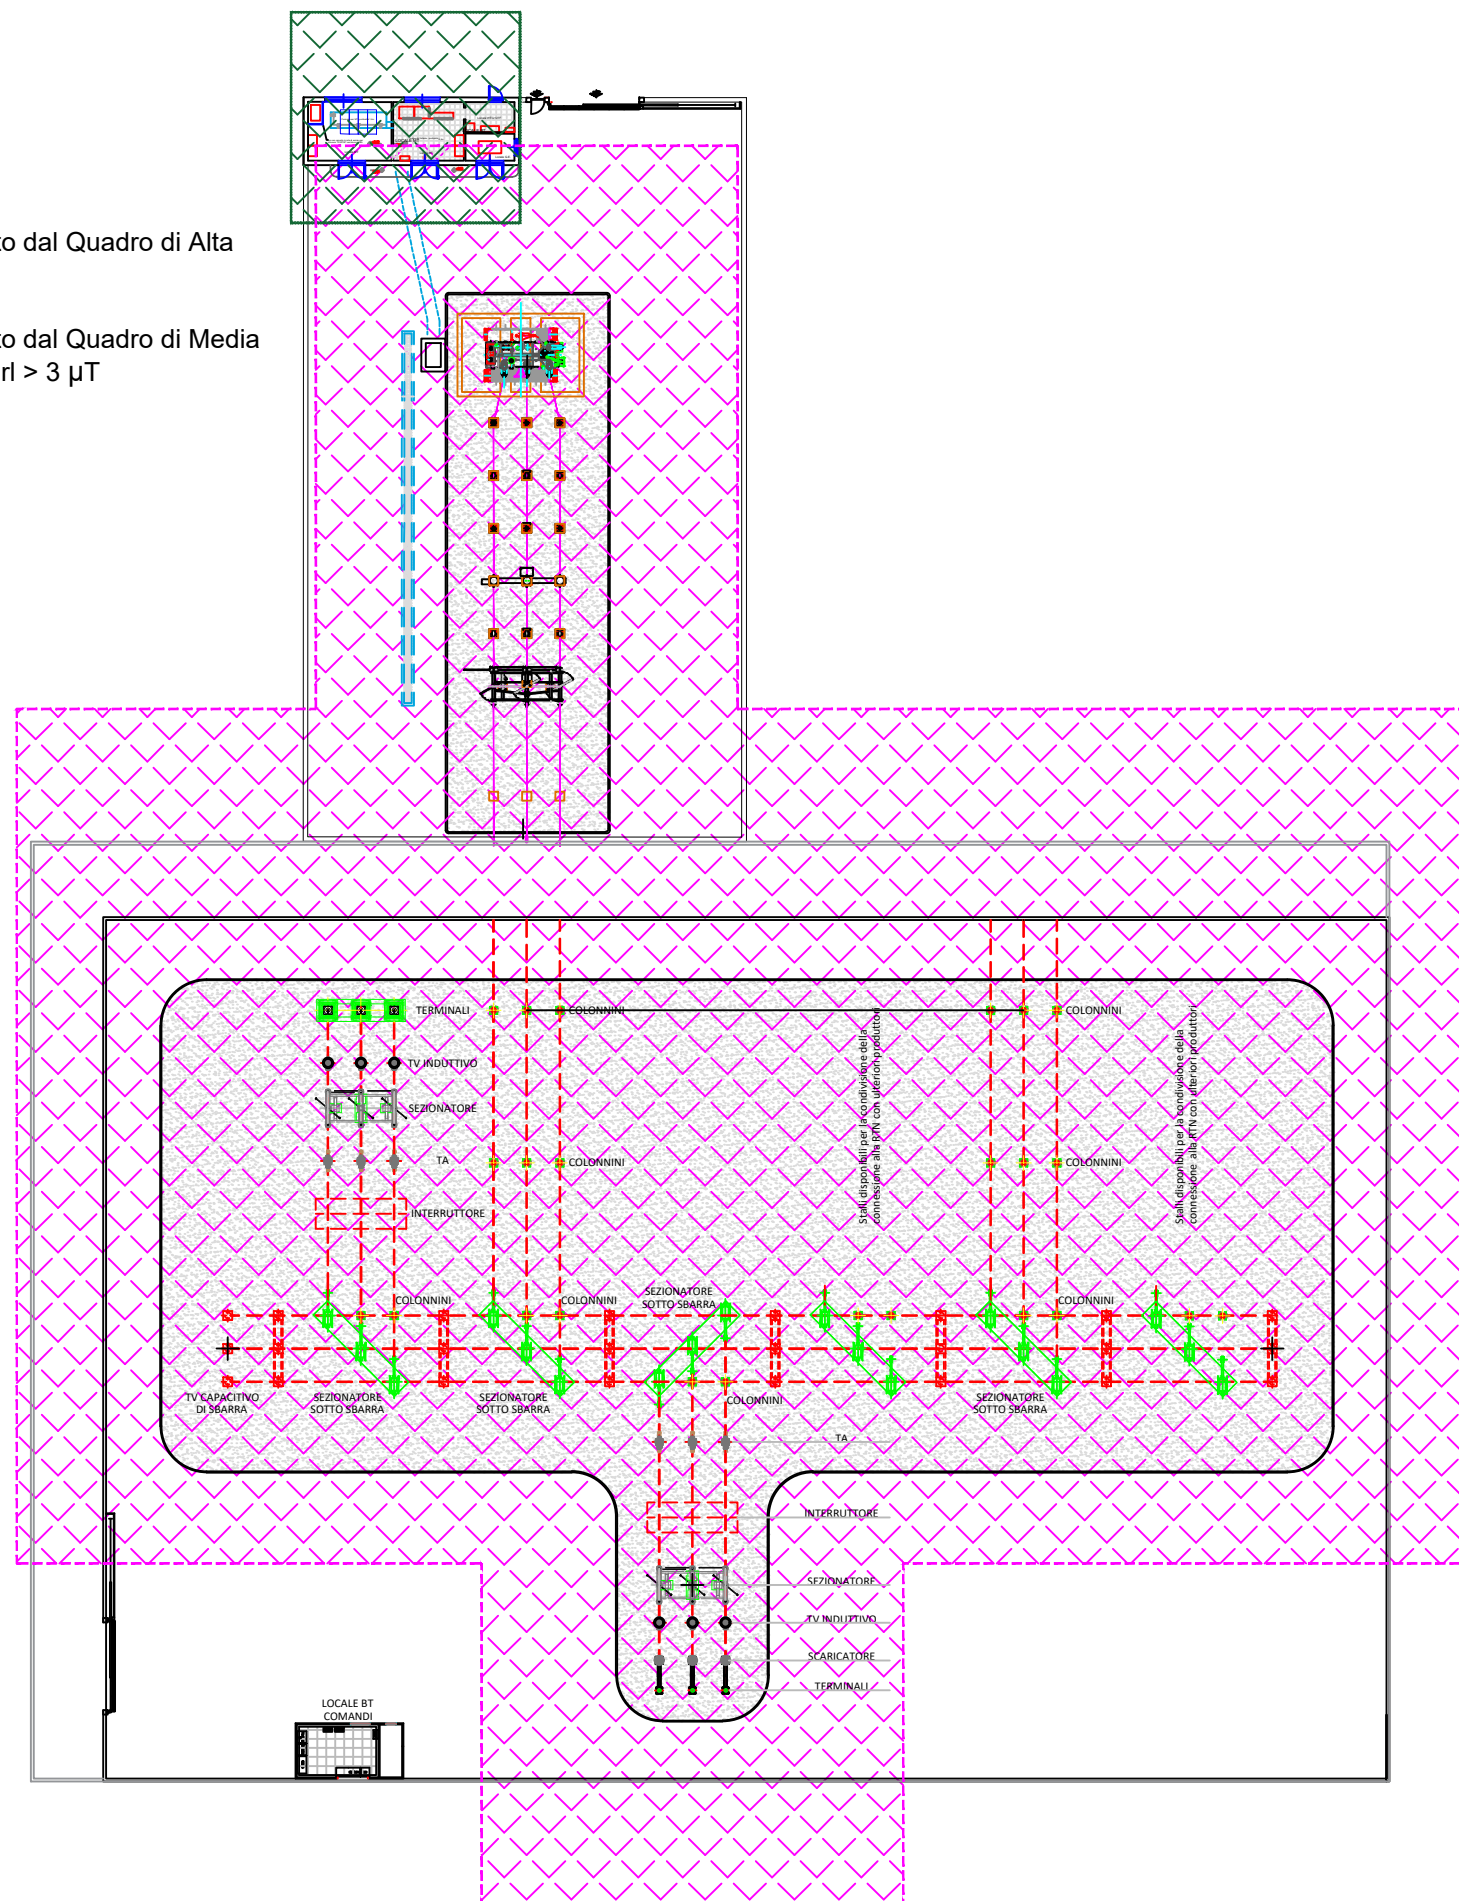 to dal Quadro di Alta
to dal Quadro di Media
rl > 3 µT
TERMINALI
COLONNINI
COLONNINI
TV INDUTTIVO
SEZIONATORE
TA
COLONNINI
COLONNINI
INTERRUTTORE
Stalli disponibili per la condivisione della
connessione alla RTN con ulteriori produttori
Stalli disponibili per la condivisione della
connessione alla RTN con ulteriori produttori
SEZIONATORE
SOTTO SBARRA
COLONNINI
COLONNINI
COLONNINI
TV CAPACITIVO
DI SBARRA
SEZIONATORE
SOTTO SBARRA
SEZIONATORE
SOTTO SBARRA
COLONNINI
SEZIONATORE
SOTTO SBARRA
TA
INTERRUTTORE
SEZIONATORE
TV INDUTTIVO
SCARICATORE
TERMINALI
LOCALE BT
COMANDI